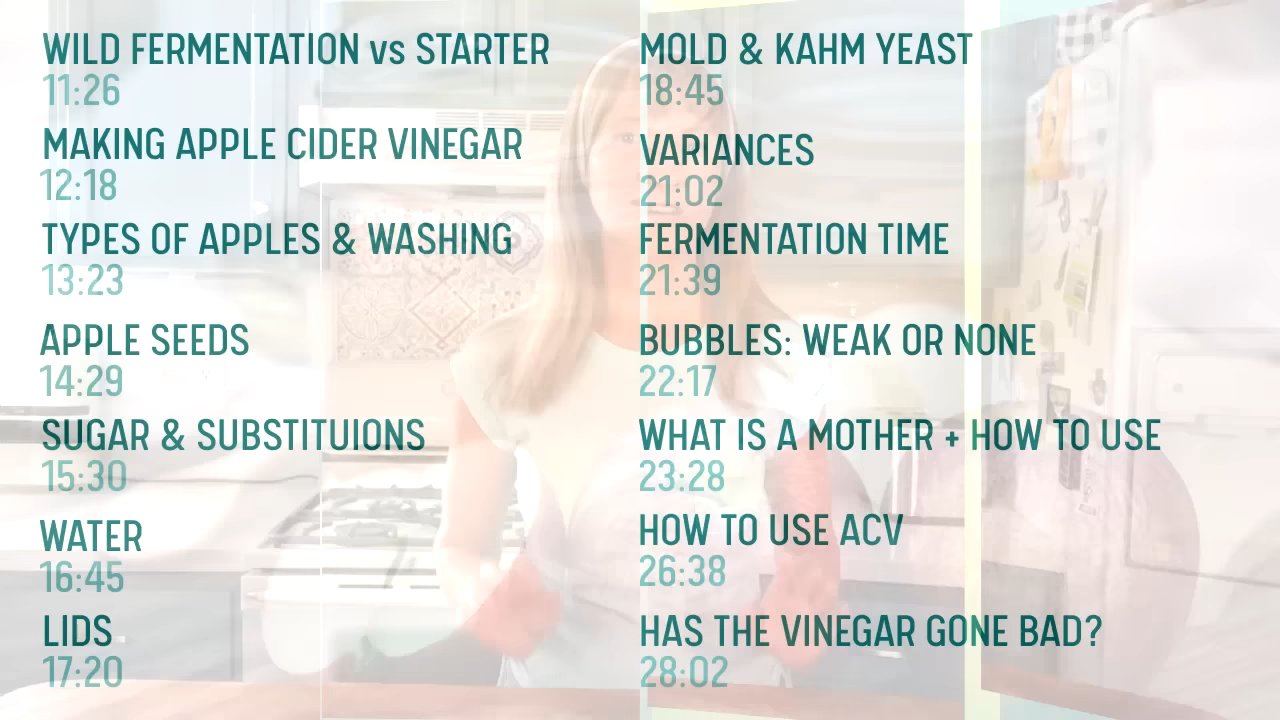 WILD FERMENTATION vs STARTER
11:26
MAKING APPLE CIDER VINEGAR
12:18
TYPES OF APPLES & WASHING
13:23
APPLE SEEDS
14:29
SUGAR & SUBSTITUIONS
15:30
WATER
16:45
LIDS
17:20
MOLD & KAHM YEAST
18:45
VARIANCES
21:02
FERMENTATION TIME
21:39
BUBBLES: WEAK OR NONE
22:17
WHAT IS A MOTHER + HOW TO USE
23:28
HOW TO USE ACV
26:38
HAS THE VINEGAR GONE BAD?
28:02